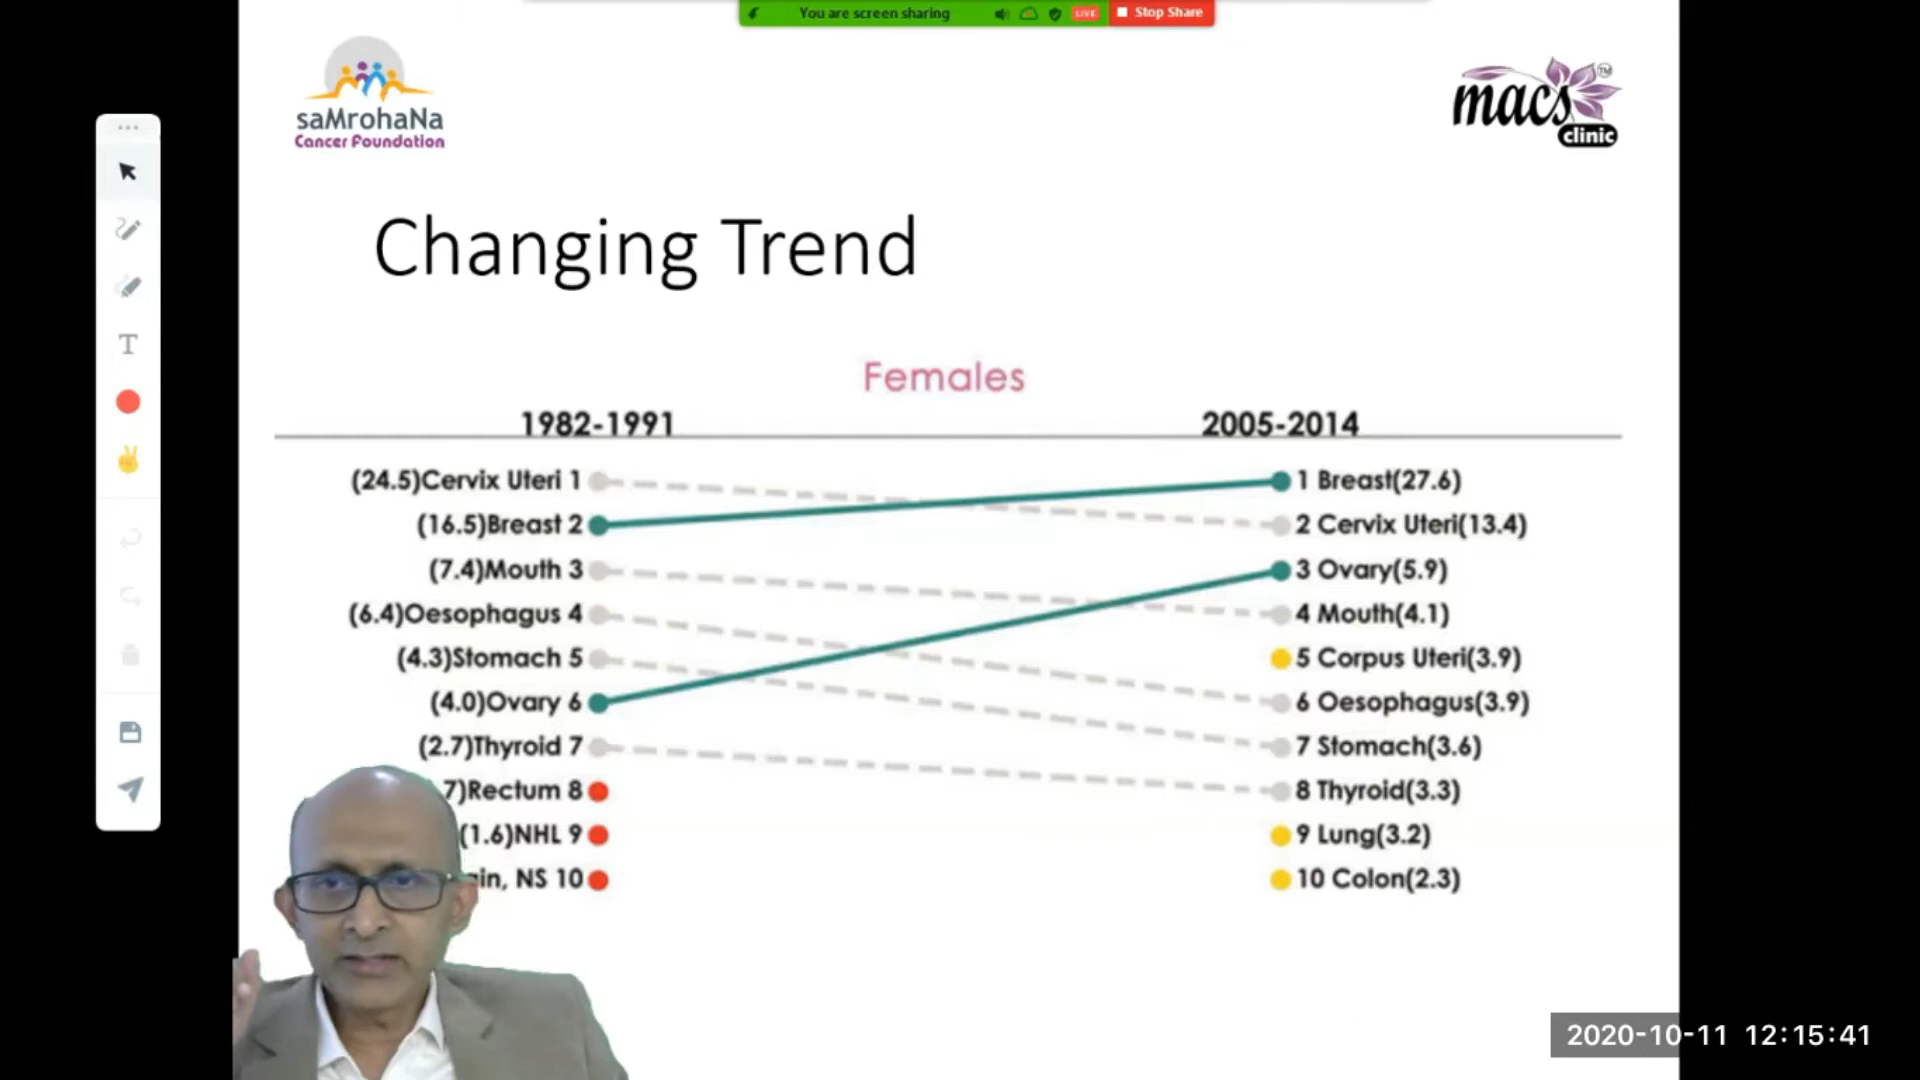 You are screen sharing LIVE Stop Share
saMrohaNa
Cancer Foundation
macs TM
clinic
T
Changing Trend
Females
1982-1991 2005-2014
(24.5)Cervix Uteri 1 1 Breast(27.6)
(16.5)Breast 2 2 Cervix Uteri(13.4)
(7.4)Mouth 3 3 Ovary(5.9)
(6.4)Oesophagus 4 4 Mouth(4.1)
(4.3)Stomach 5 5 Corpus Uteri(3.9)
(4.0)Ovary 6 6 Oesophagus(3.9)
(2.7)Thyroid 7 7 Stomach(3.6)
7)Rectum 8 8 Thyroid(3.3)
(1.6)NHL 9 9 Lung(3.2)
NS 10 10 Colon(2.3)
2020-10-11 12:15:41